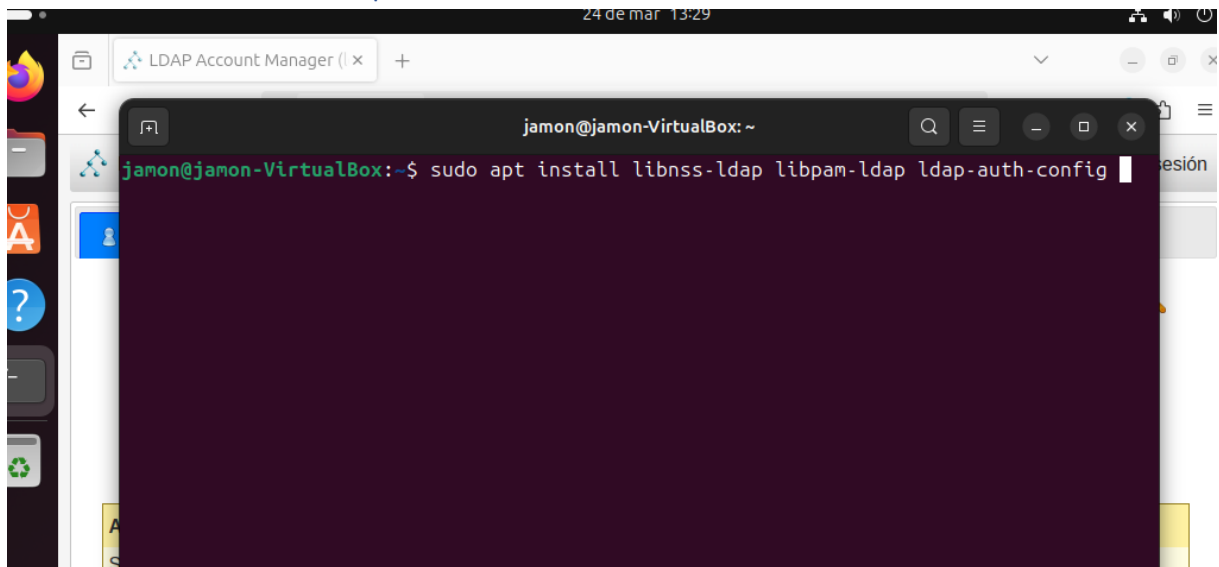 24 de mar 13:29
LDAP Account Manager (l
jamon@jamon-VirtualBox: ~
jamon@jamon-VirtualBox:~$ sudo apt install libnss-ldap libpam-ldap ldap-auth-config
esión
A
S